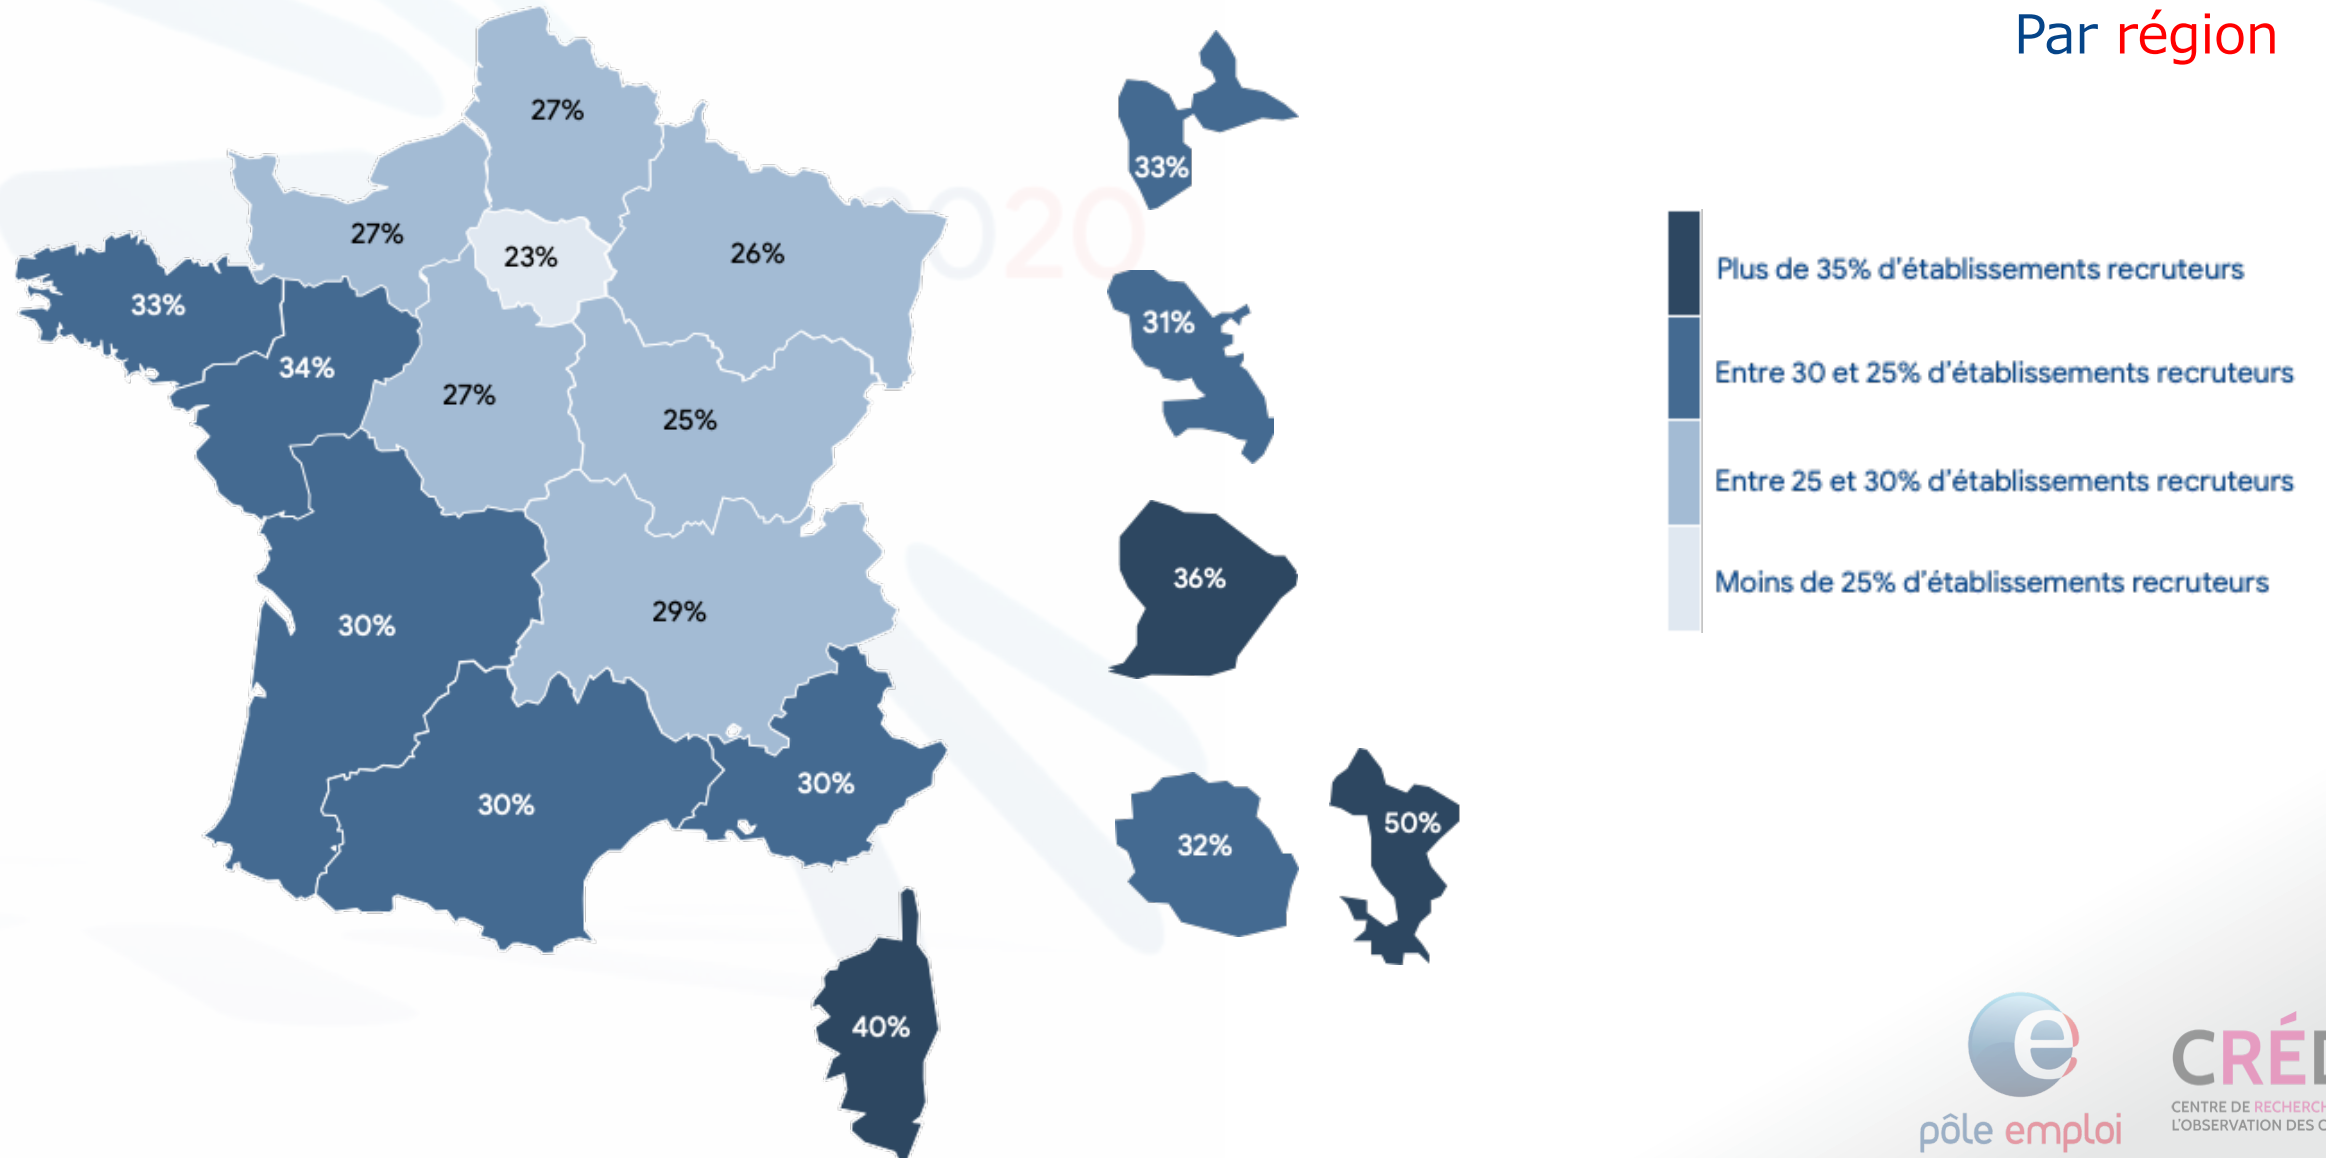 Par région
27%
33%
27%
23%
26%
2020
33%
31%
34%
27%
25%
36%
30%
29%
30%
30%
32%
50%
40%
Plus de 35% d'établissements recruteurs
Entre 30 et 25% d'établissements recruteurs
Entre 25 et 30% d'établissements recruteurs
Moins de 25% d'établissements recruteurs
e
pôle emploi
CRÉD
CENTRE DE RECHERCH
L'OBSERVATION DES C